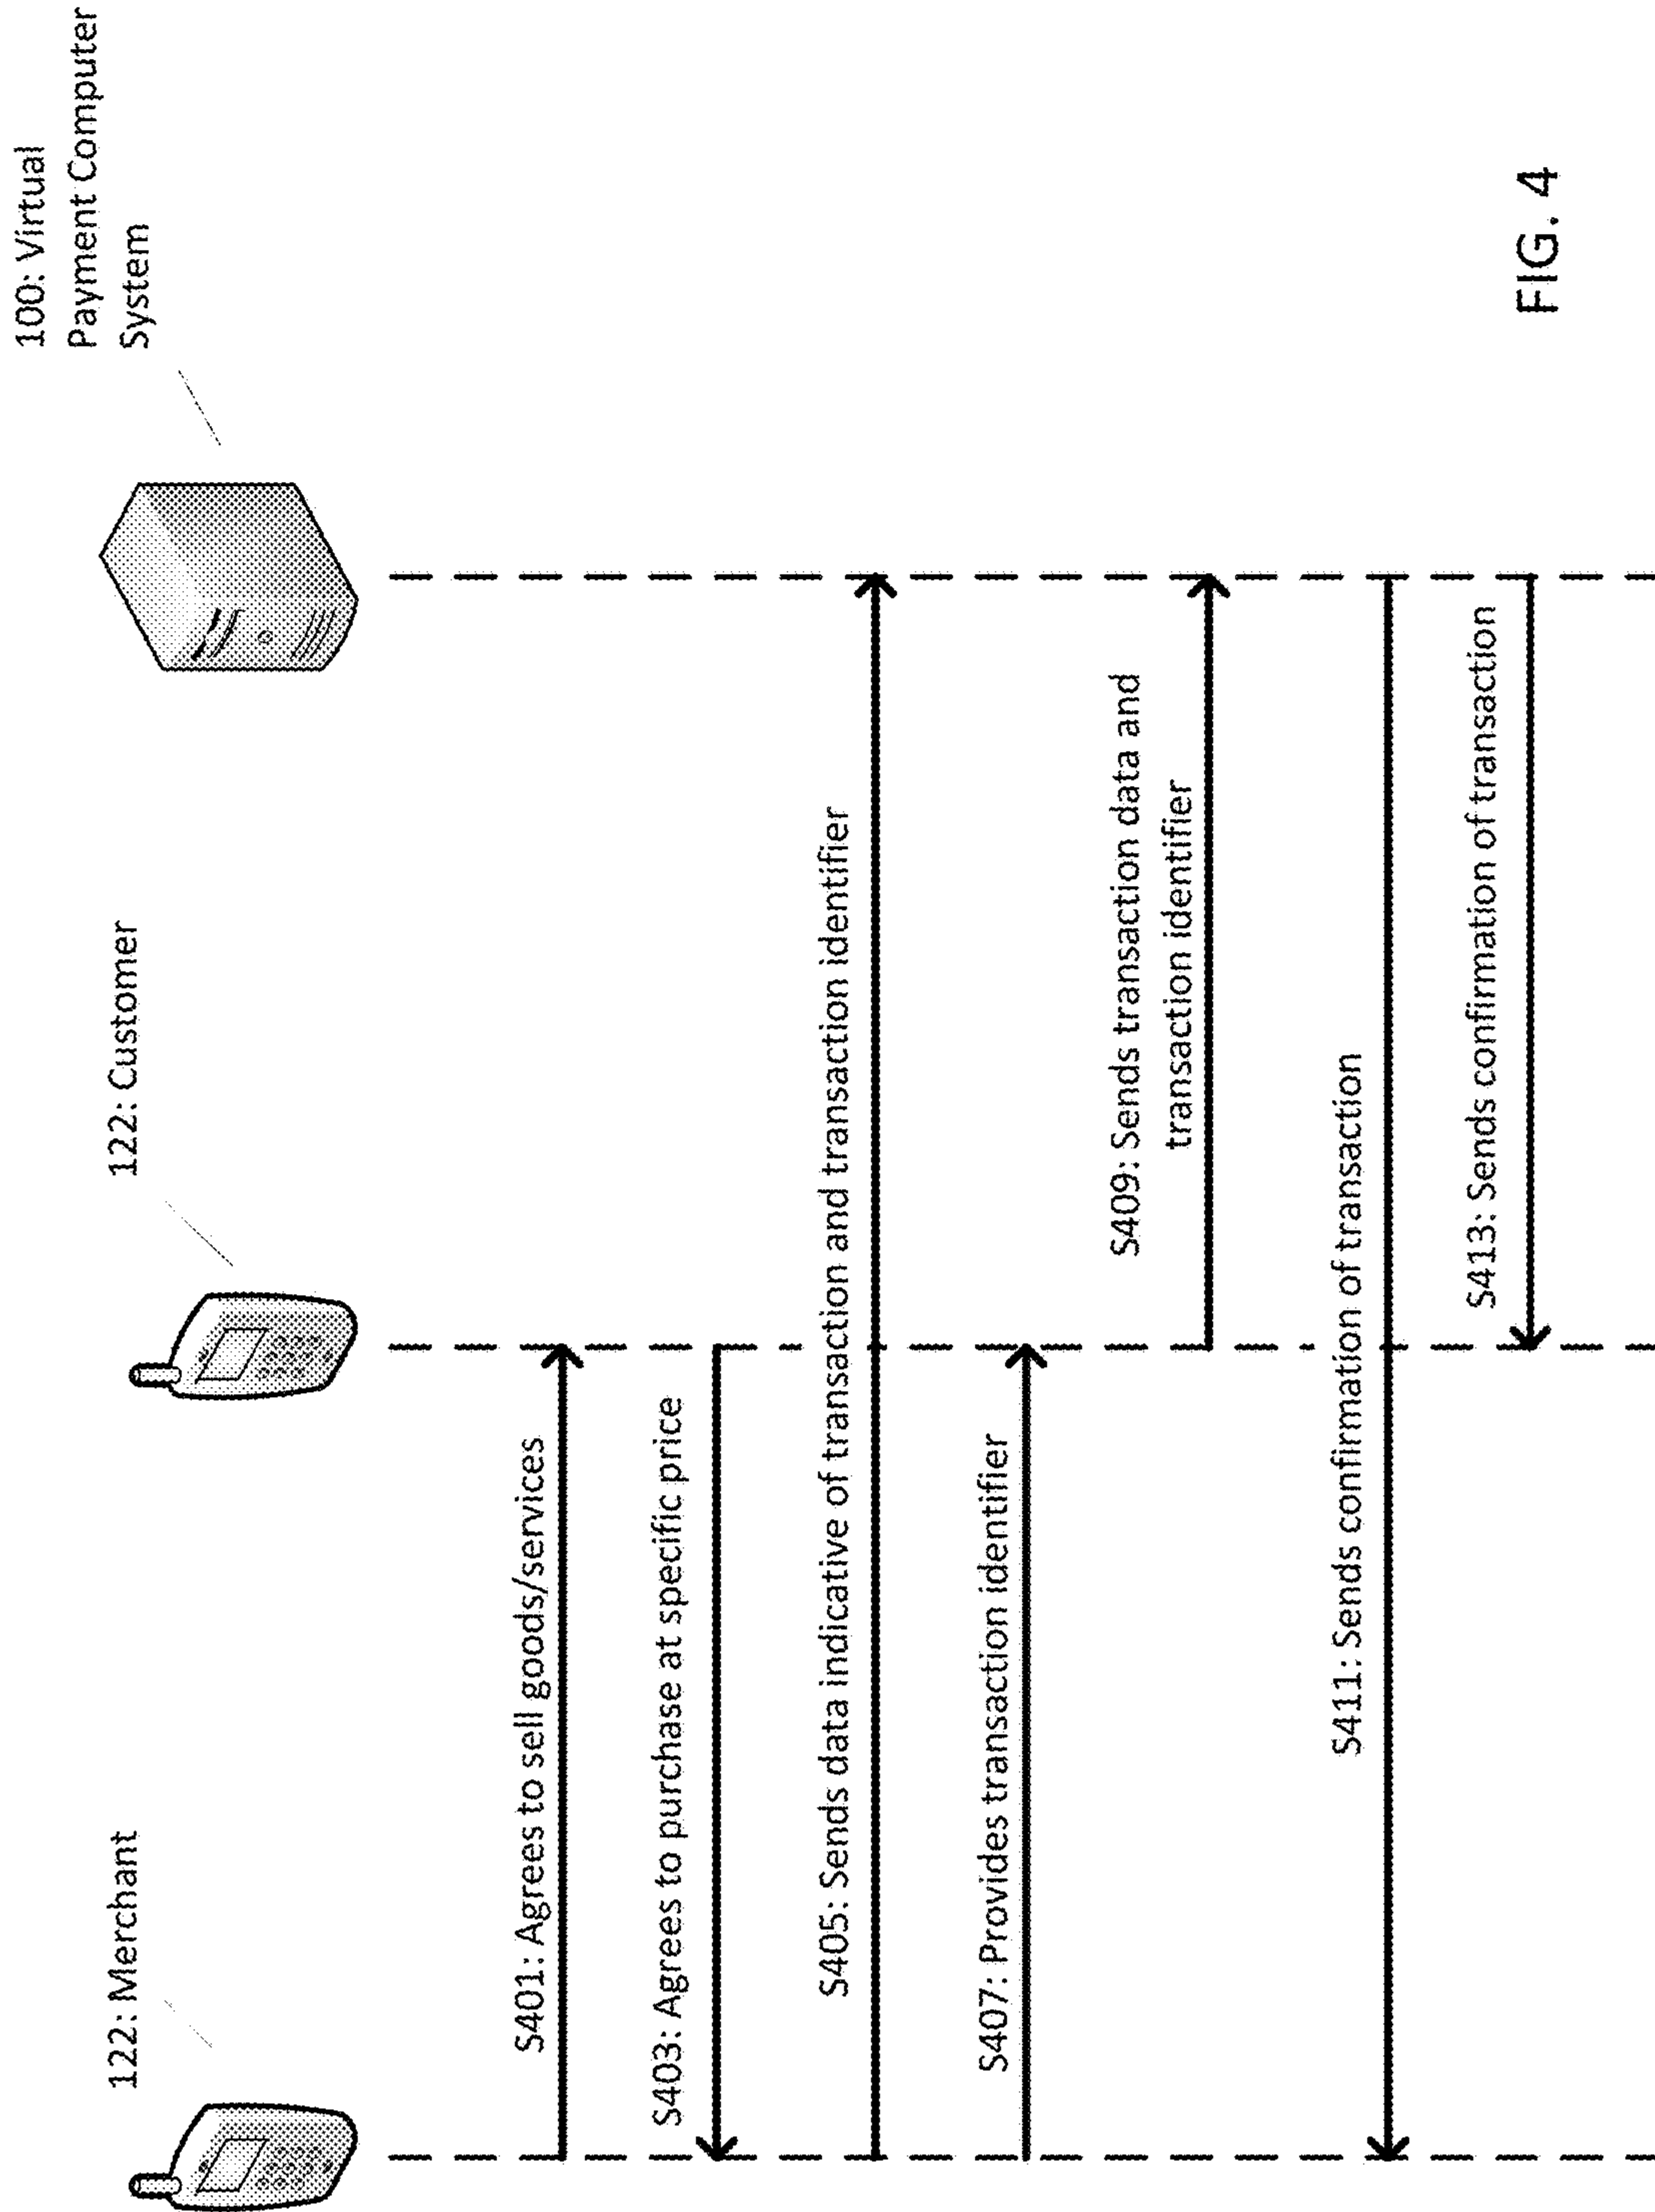 122: Merchant
122: Customer
100: Virtual
Payment Computer
System
S401: Agrees to sell goods/services
S403: Agrees to purchase at specific price
S405: Sends data indicative of transaction and transaction identifier
S407: Provides transaction identifier
S409: Sends transaction data and
transaction identifier
S411: Sends confirmation of transaction
S413: Sends confirmation of transaction
FIG. 4